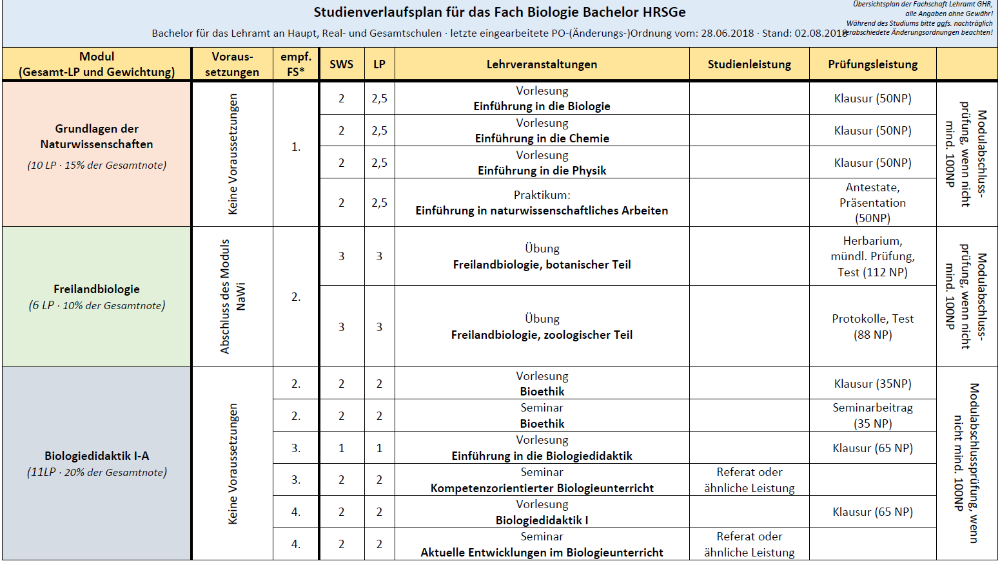 Studienverlaufsplan für das Fach Biologie Bachelor HRSGe
Bachelor für das Lehramt an Haupt, Real- und Gesamtschulen · letzte eingearbeitete PO-(Änderungs-)Ordnung vom: 28.06.2018 · Stand: 02.08.2018
Übersichtsplan der Fachschaft Lehramt GHR,
alle Angaben ohne Gewähr!
Während des Studiums bitte ggfs. nachträglich
verabschiedete Änderungsordnungen beachten!
Modul
(Gesamt-LP und Gewichtung)
Voraus-
setzungen
empf.
FS*
SWS
LP
Lehrveranstaltungen
Studienleistung
Prüfungsleistung
Grundlagen der
Naturwissenschaften
(10 LP · 15% der Gesamtnote)
Keine Voraussetzungen
1.
2
2,5
Vorlesung
Einführung in die Biologie
Klausur (50NP)
2
2,5
Vorlesung
Einführung in die Chemie
Klausur (50NP)
2
2,5
Vorlesung
Einführung in die Physik
Klausur (50NP)
2
2,5
Praktikum:
Einführung in naturwissenschaftliches Arbeiten
Antestate,
Präsentation
(50NP)
Modulabschluss-
prüfung, wenn nicht
mind. 100NP
Freilandbiologie
(6 LP · 10% der Gesamtnote)
Abschluss des Moduls
NaWi
2.
3
3
Übung
Freilandbiologie, botanischer Teil
Herbarium,
mündl. Prüfung,
Test (112 NP)
3
3
Übung
Freilandbiologie, zoologischer Teil
Protokolle, Test
(88 NP)
Modulabschluss-
prüfung, wenn nicht
mind. 100NP
Biologiedidaktik I-A
(11LP · 20% der Gesamtnote)
Keine Voraussetzungen
2.
2
2
Vorlesung
Bioethik
Klausur (35NP)
2.
2
2
Seminar
Bioethik
Seminarbeitrag
(35 NP)
3.
1
1
Vorlesung
Einführung in die Biologiedidaktik
Klausur (65 NP)
3.
2
2
Seminar
Kompetenzorientierter Biologieunterricht
Referat oder
ähnliche Leistung
4.
2
2
Vorlesung
Biologiedidaktik I
Klausur (65 NP)
4.
2
2
Seminar
Aktuelle Entwicklungen im Biologieunterricht
Referat oder
ähnliche Leistung
Modulabschlussprüfung, wenn
nicht mind. 100NP